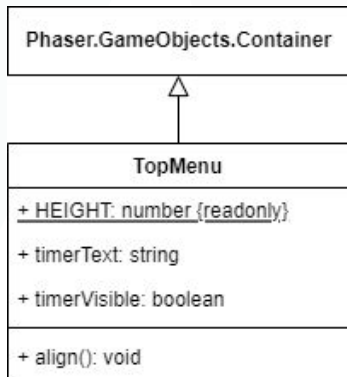 Phaser.GameObjects.Container
TopMenu
+ HEIGHT: number {readonly}
+ timerText: string
+ timerVisible: boolean
+ align(): void